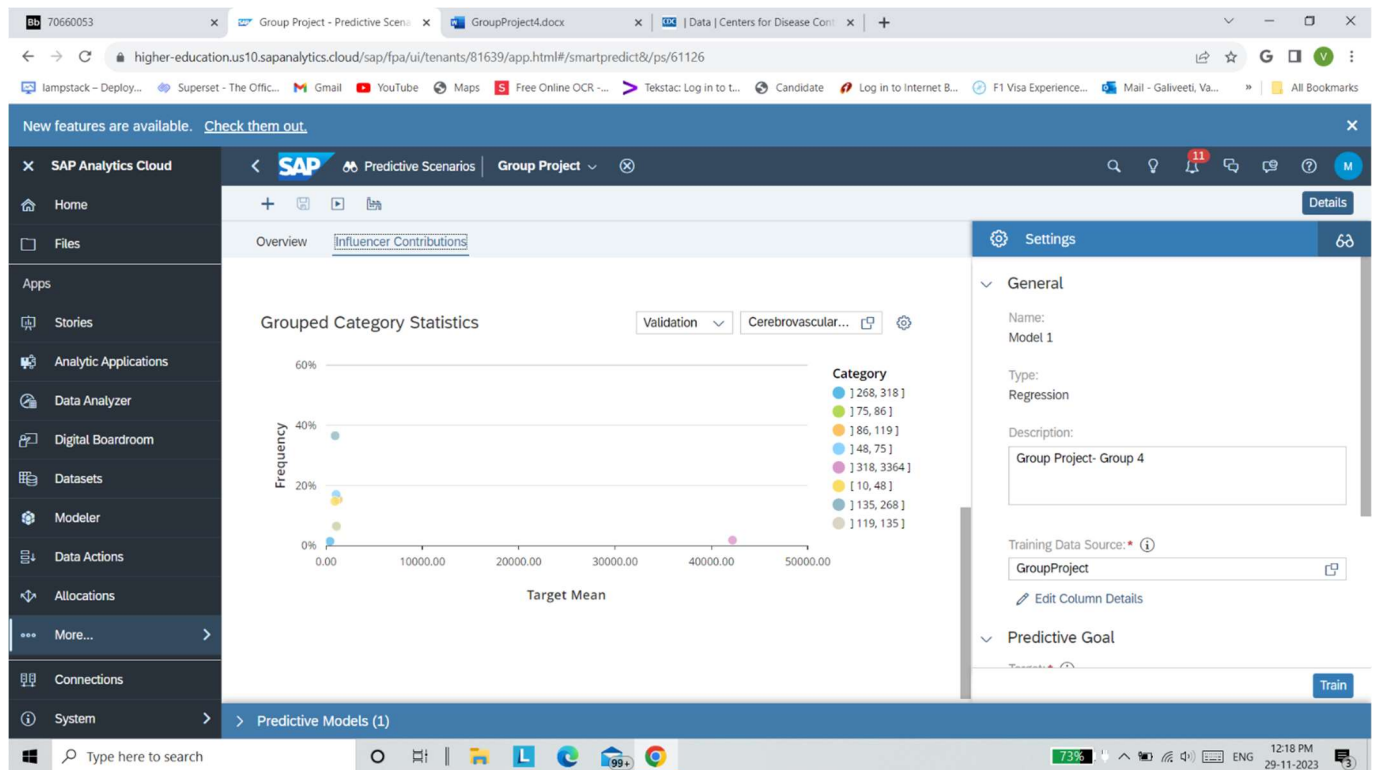 Bb 70660053
Group Project - Predictive Scena
GroupProject4.docx
CDC | Data | Centers for Disease Cont
higher-education.us10.sapanalytics.cloud/sap/fpa/ui/tenants/81639/app.html#/smartpredict&/ps/61126
G
V
lampstack – Deploy...
Superset - The Offic...
Gmail
YouTube
Maps
S Free Online OCR -...
Tekstac: Log in to t...
Candidate
Log in to Internet B...
F1 Visa Experience...
Mail - Galiveeti, Va...
»
All Bookmarks
New features are available. Check them out.
SAP Analytics Cloud
SAP Predictive Scenarios Group Project
11
M
Home
Details
Files
Overview
Influencer Contributions
Settings
Apps
General
Stories
Grouped Category Statistics
Validation
Cerebrovascular...
Name:
Model 1
Analytic Applications
60%
Category
Type:
Regression
] 268, 318 ]
Data Analyzer
] 75, 86 ]
40%
] 86, 119 ]
Description:
Group Project- Group 4
Digital Boardroom
] 48, 75 ]
Frequency
] 318, 3364 ]
Datasets
20%
[ 10, 48 ]
] 135, 268 ]
Modeler
] 119, 135 ]
0%
Training Data Source: *
GroupProject
Data Actions
0.00 10000.00 20000.00 30000.00 40000.00 50000.00
Target Mean
Edit Column Details
Allocations
More...
Predictive Goal
Target: *
Connections
Train
System
Predictive Models (1)
Type here to search
L
99+
73%
ENG
12:18 PM
29-11-2023
3